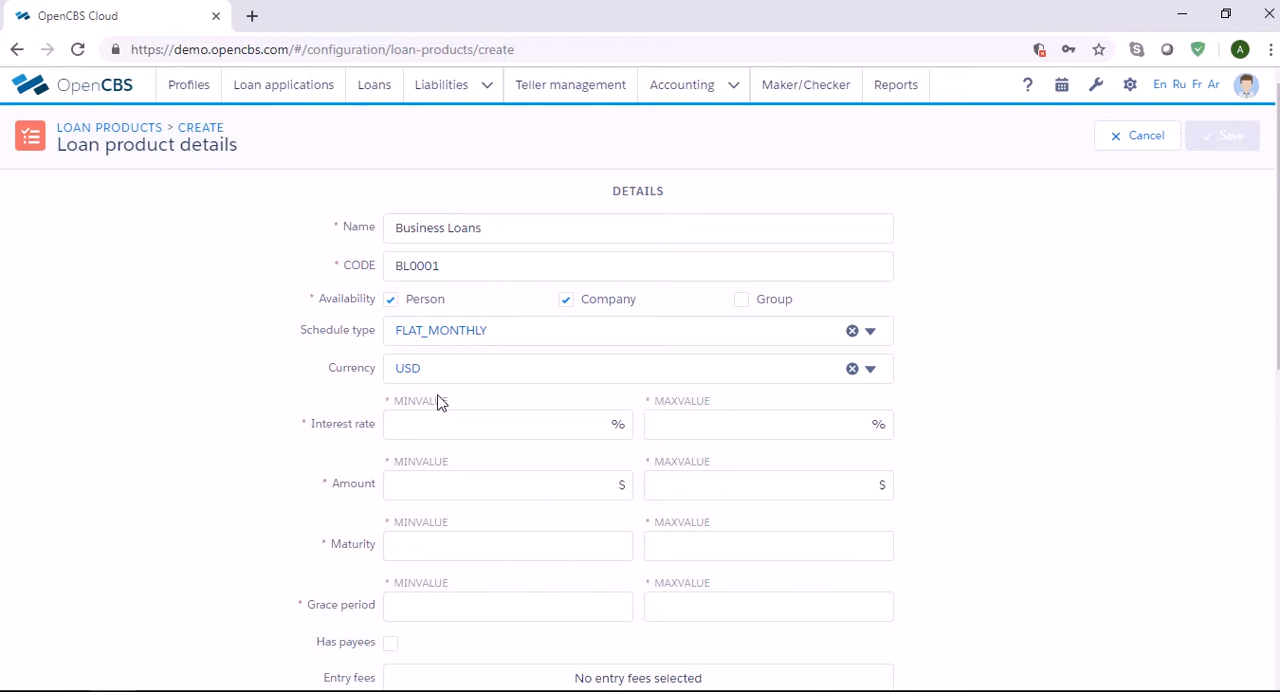 OpenCBS Cloud
https://demo.opencbs.com/#/configuration/loan-products/create
A
OpenCBS
Profiles
Loan applications
Loans
Liabilities
Teller management
Accounting
Maker/Checker
Reports
?
En Ru Fr Ar
LOAN PRODUCTS > CREATE
Loan product details
Cancel
Save
DETAILS
* Name
Business Loans
* CODE
BL0001
* Availability
Person
Company
Group
Schedule type
FLAT_MONTHLY
Currency
USD
* MINVALUE
* MAXVALUE
* Interest rate
%
%
* MINVALUE
* MAXVALUE
* Amount
$
$
* MINVALUE
* MAXVALUE
* Maturity
* MINVALUE
* MAXVALUE
* Grace period
Has payees
Entry fees
No entry fees selected